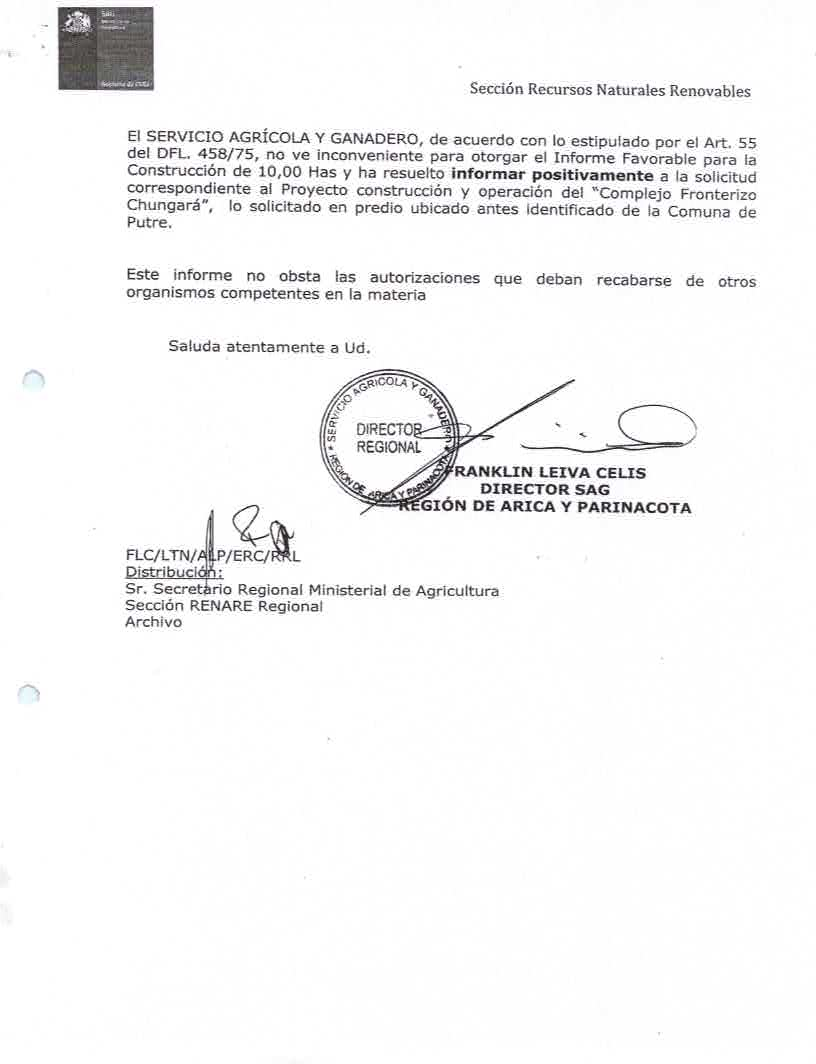 SAG
Sección Recursos Naturales Renovables
El SERVICIO AGRÍCOLA Y GANADERO, de acuerdo con lo estipulado por el Art. 55
del DFL. 458/75, no ve inconveniente para otorgar el Informe Favorable para la
Construcción de 10,00 Has y ha resuelto informar positivamente a la solicitud
correspondiente al Proyecto construcción y operación del "Complejo Fronterizo
Chungará", lo solicitado en predio ubicado antes identificado de la Comuna de
Putre.
Este informe no obsta las autorizaciones que deban recabarse de otros
organismos competentes en la materia
Saluda atentamente a Ud.
SERVICIO AGRICOLA Y GANADERO
DIRECTOR
REGIONAL
REGION DE ARICA Y PARINACOTA
FRANKLIN LEIVA CELIS
DIRECTOR SAG
REGIÓN DE ARICA Y PARINACOTA
FLC/LTN/ALP/ERC/RRL
Distribución:
Sr. Secretario Regional Ministerial de Agricultura
Sección RENARE Regional
Archivo